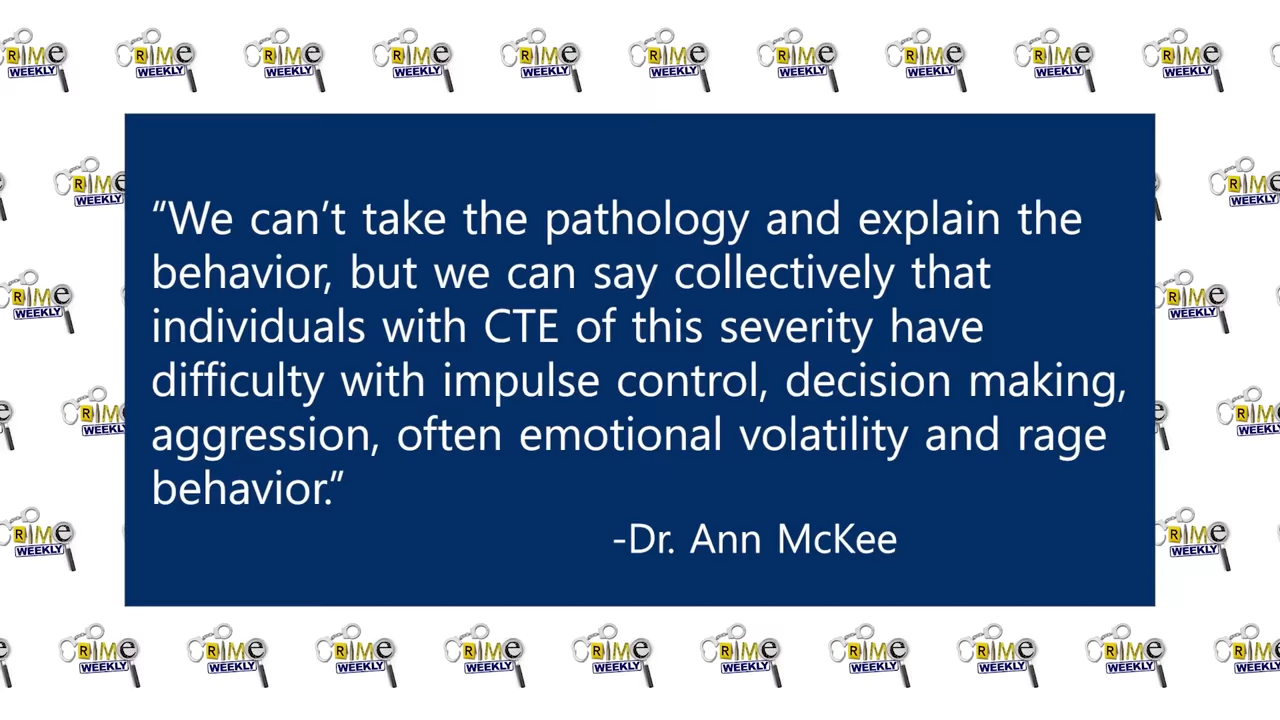 CRIMe WEEKLY
“We can’t take the pathology and explain the
behavior, but we can say collectively that
individuals with CTE of this severity have
difficulty with impulse control, decision making,
aggression, often emotional volatility and rage
behavior.”
-Dr. Ann McKee